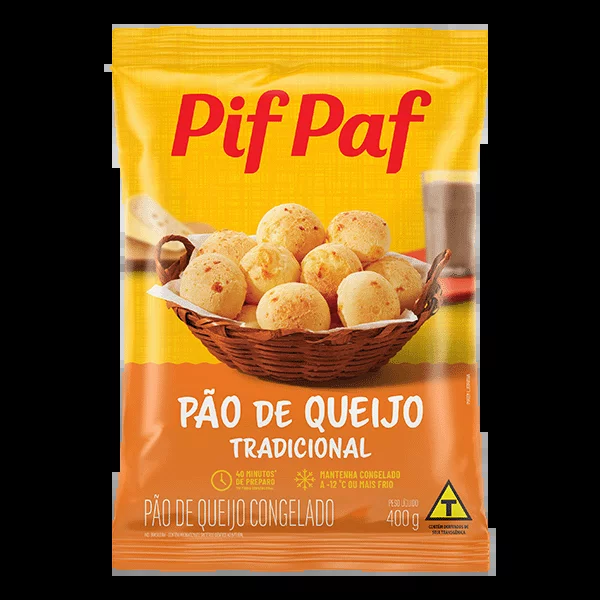 Pif Paf
PÃO DE QUEIJO
TRADICIONAL
40 MINUTOS*
DE PREPARO
MANTENHA CONGELADO
A -12 °C OU MAIS FRIO
PÃO DE QUEIJO CONGELADO
PESO LÍQUIDO
400 g
T